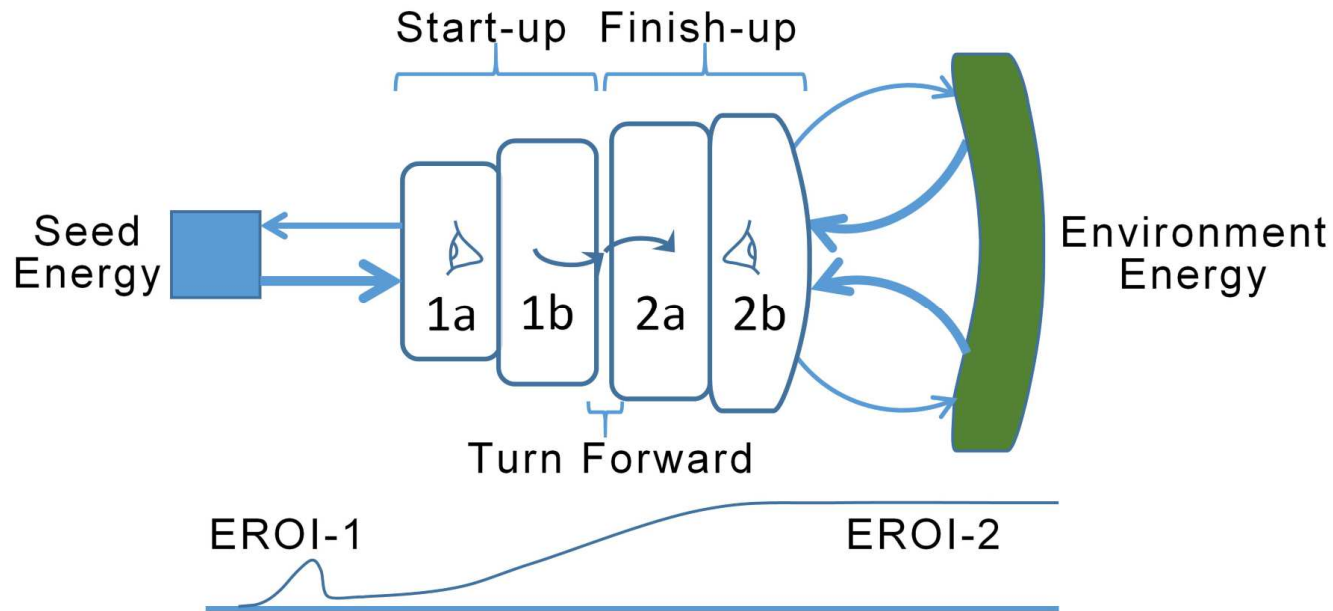 Start-up Finish-up
Seed
Energy
Environment
Energy
1a 1b 2a 2b
Turn Forward
EROI-1
EROI-2